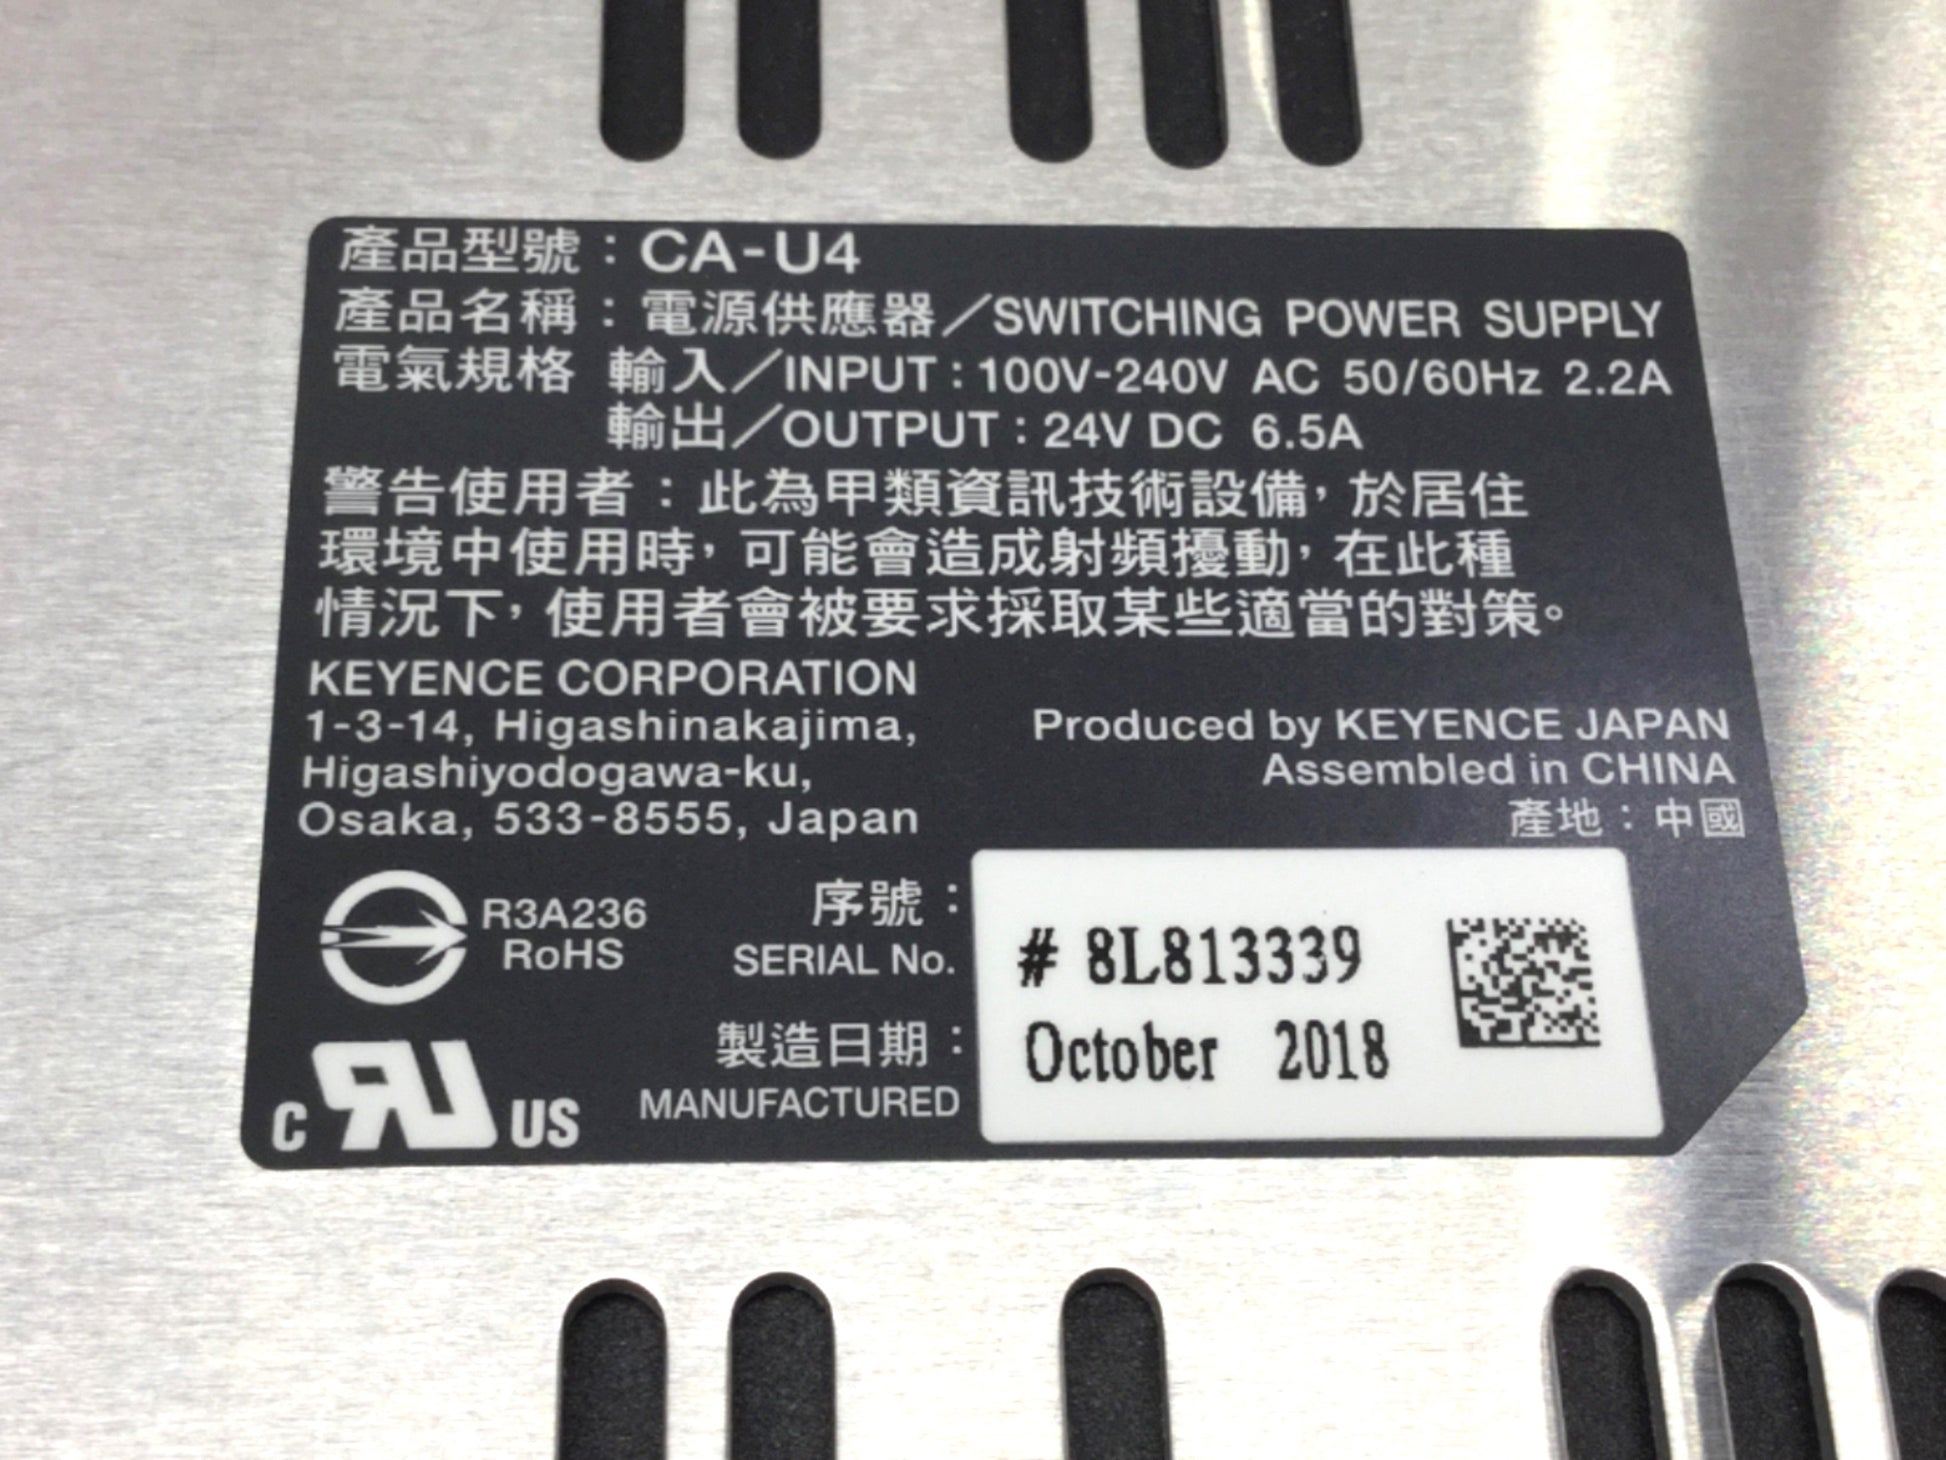 產品型號：CA-U4
產品名稱：電源供應器／SWITCHING POWER SUPPLY
電氣規格 輸入／INPUT：100V-240V AC 50/60Hz 2.2A
輸出／OUTPUT：24V DC 6.5A
警告使用者：此為甲類資訊技術設備，於居住
環境中使用時，可能會造成射頻擾動，在此種
情況下，使用者會被要求採取某些適當的對策。
KEYENCE CORPORATION
1-3-14, Higashinakajima,
Higashiyodogawa-ku,
Osaka, 533-8555, Japan
Produced by KEYENCE JAPAN
Assembled in CHINA
產地：中國
R3A236
RoHS
序號：
SERIAL No.
# 8L813339
製造日期：
MANUFACTURED
October 2018
C RU US